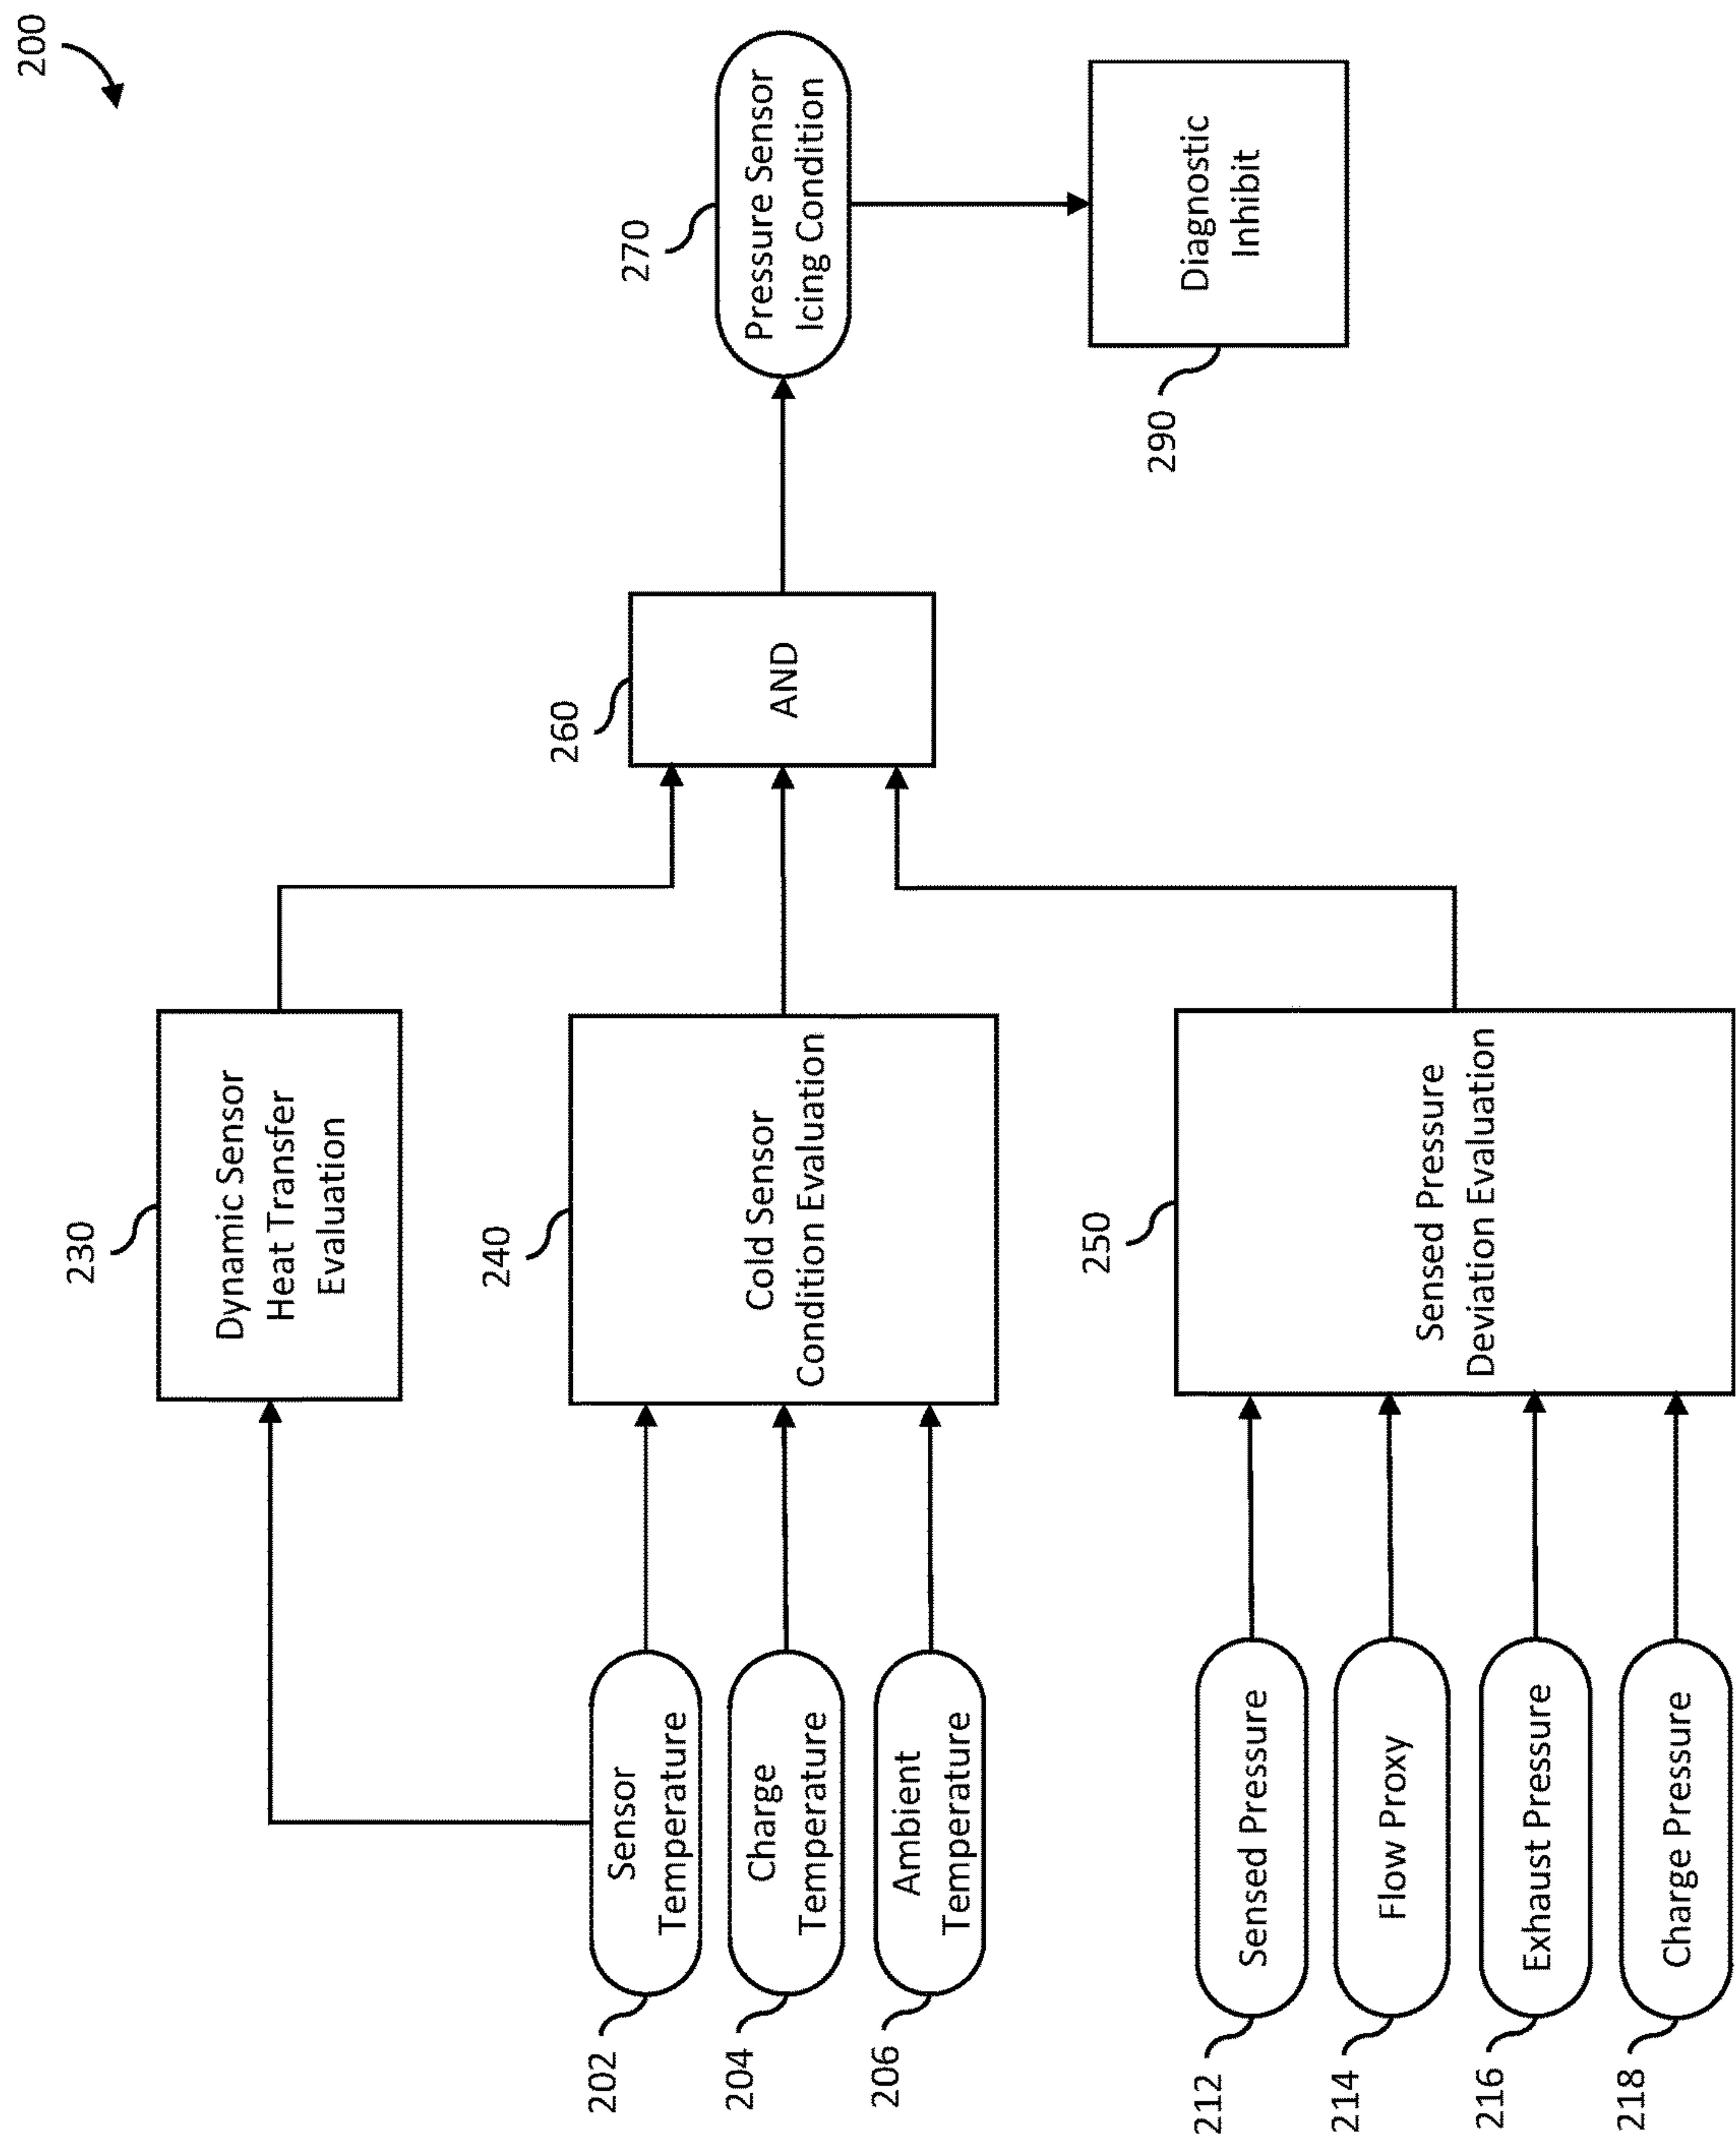 200
230
Dynamic Sensor
Heat Transfer
Evaluation
202
Sensor
Temperature
204
Charge
Temperature
206
Ambient
Temperature
240
Cold Sensor
Condition Evaluation
260
AND
270
Pressure Sensor
Icing Condition
290
Diagnostic
Inhibit
212
Sensed Pressure
214
Flow Proxy
216
Exhaust Pressure
218
Charge Pressure
250
Sensed Pressure
Deviation Evaluation